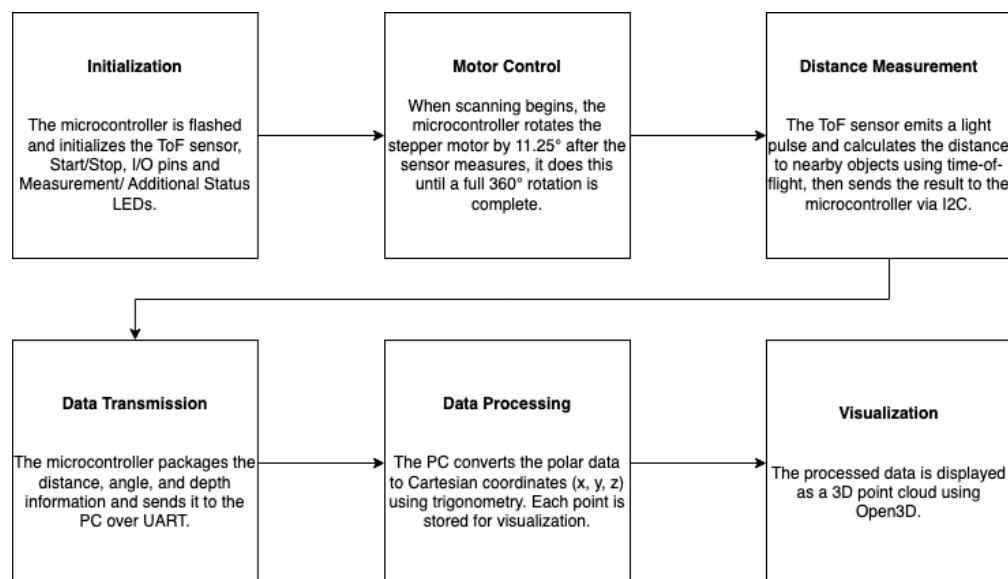 Initialization
The microcontroller is flashed
and initializes the ToF sensor,
Start/Stop, I/O pins and
Measurement/ Additional Status
LEDs.
Motor Control
When scanning begins, the
microcontroller rotates the
stepper motor by 11.25° after the
sensor measures, it does this
until a full 360° rotation is
complete.
Distance Measurement
The ToF sensor emits a light
pulse and calculates the distance
to nearby objects using time-of-
flight, then sends the result to the
microcontroller via I2C.
Data Transmission
The microcontroller packages the
distance, angle, and depth
information and sends it to the
PC over UART.
Data Processing
The PC converts the polar data
to Cartesian coordinates (x, y, z)
using trigonometry. Each point is
stored for visualization.
Visualization
The processed data is displayed
as a 3D point cloud using
Open3D.